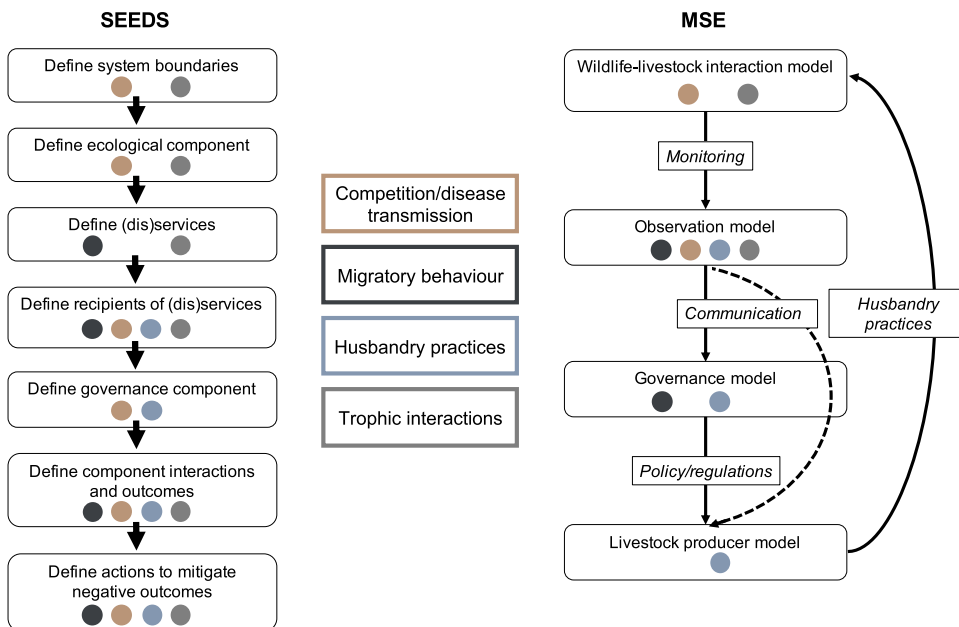 SEEDS
Define system boundaries
Define ecological component
Define (dis)services
Define recipients of (dis)services
Define governance component
Define component interactions
and outcomes
Define actions to mitigate
negative outcomes
Competition/disease
transmission
Migratory behaviour
Husbandry practices
Trophic interactions
MSE
Wildlife-livestock interaction model
Monitoring
Observation model
Communication
Husbandry
practices
Governance model
Policy/regulations
Livestock producer model